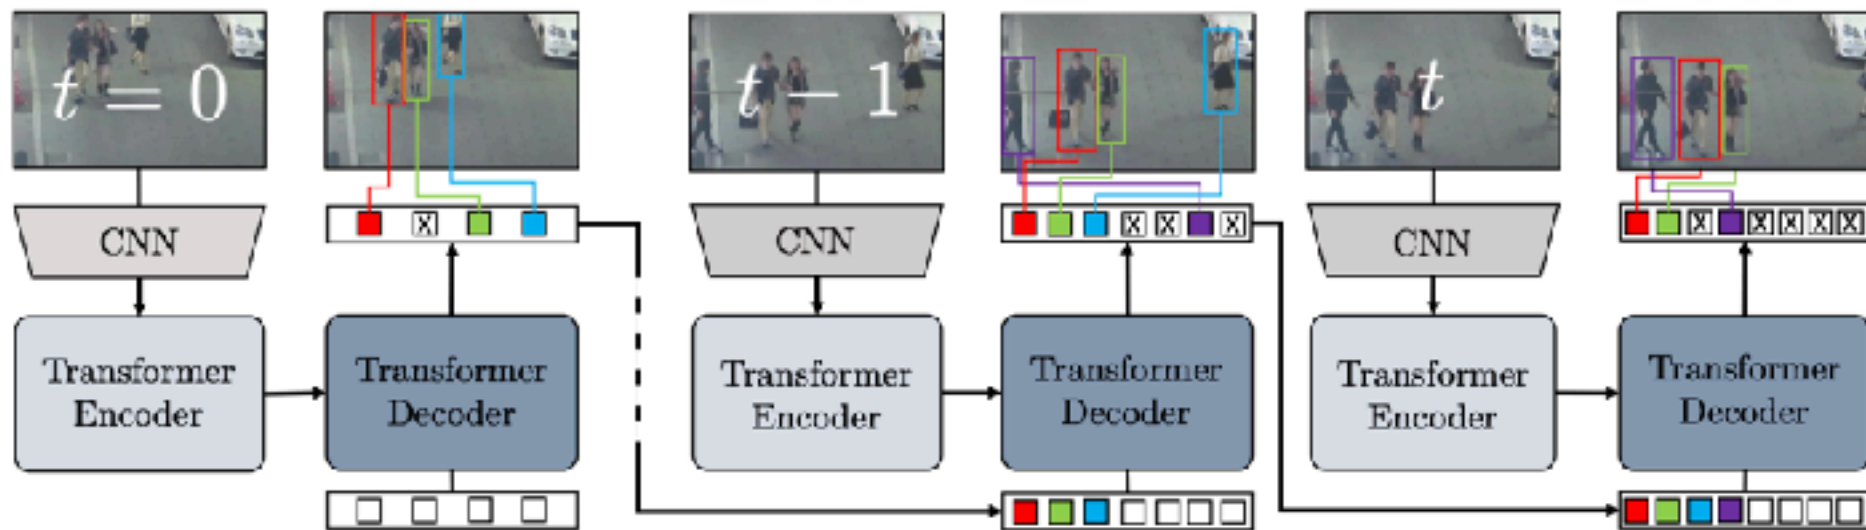 t = 0
t − 1
t
CNN
X
CNN
X X X
CNN
X X X X X
Transformer
Encoder
Transformer
Decoder
Transformer
Encoder
Transformer
Decoder
Transformer
Encoder
Transformer
Decoder